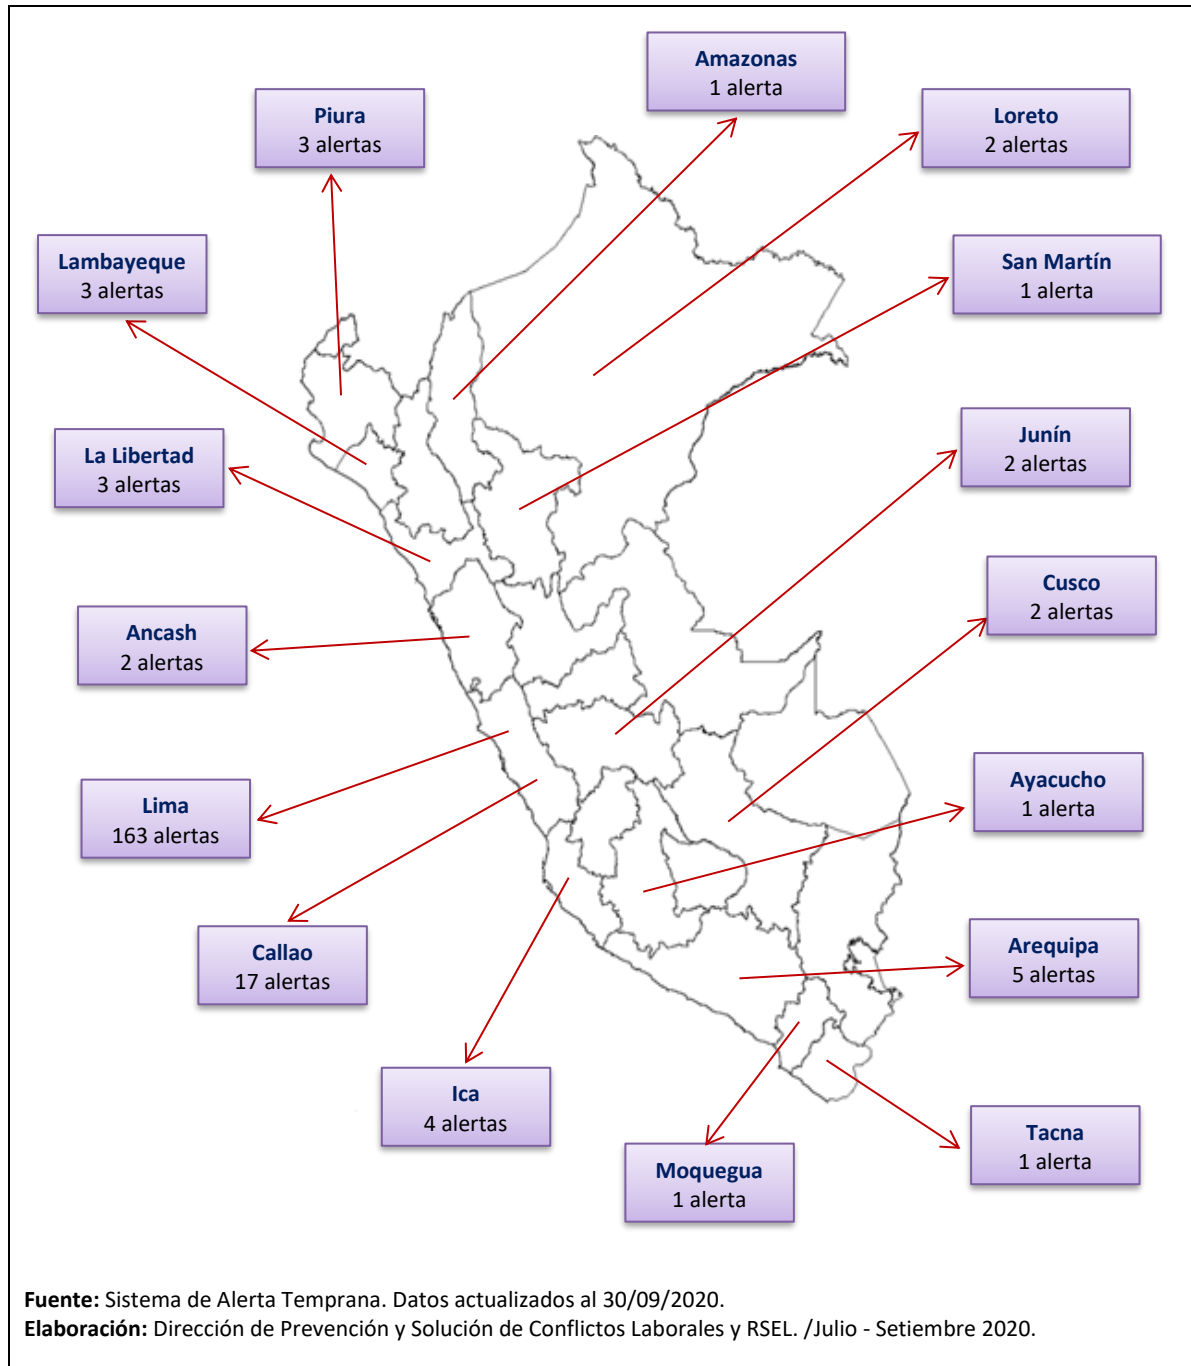 Amazonas
1 alerta
Piura
3 alertas
Loreto
2 alertas
Lambayeque
3 alertas
San Martín
1 alerta
La Libertad
3 alertas
Junín
2 alertas
Cusco
2 alertas
Ancash
2 alertas
Ayacucho
1 alerta
Lima
163 alertas
Callao
17 alertas
Arequipa
5 alertas
Ica
4 alertas
Tacna
1 alerta
Moquegua
1 alerta
Fuente: Sistema de Alerta Temprana. Datos actualizados al 30/09/2020.
Elaboración: Dirección de Prevención y Solución de Conflictos Laborales y RSEL. /Julio - Setiembre 2020.